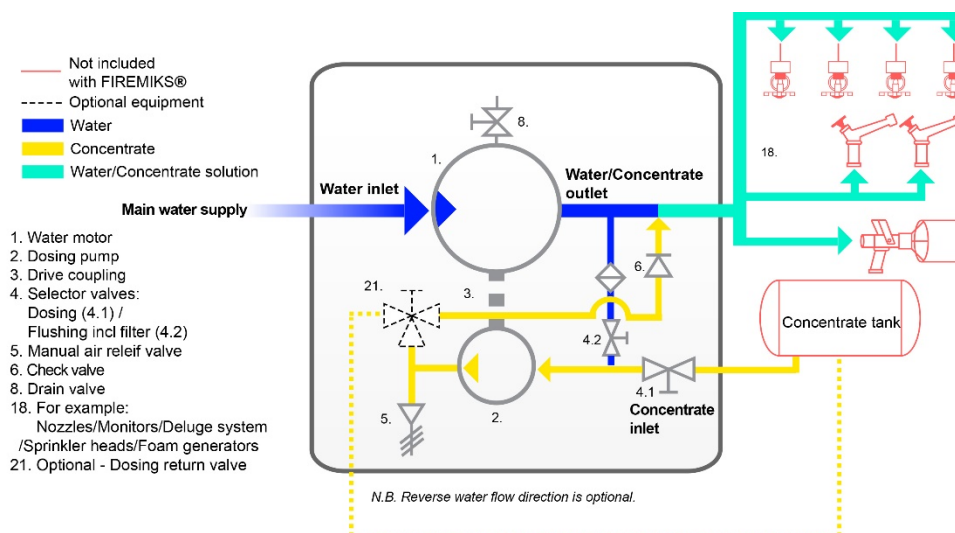 Not included
with FIREMIKS®
Optional equipment
Water
Concentrate
Water/Concentrate solution
Main water supply
1. Water motor
2. Dosing pump
3. Drive coupling
4. Selector valves:
Dosing (4.1) /
Flushing incl filter (4.2)
5. Manual air releif valve
6. Check valve
8. Drain valve
18. For example:
Nozzles/Monitors/Deluge system
/Sprinkler heads/Foam generators
21. Optional - Dosing return valve
8.
1.
Water inlet
Water/Concentrate
outlet
18.
6.
21.
3.
4.2
Concentrate tank
4.1
Concentrate
inlet
5.
2.
N.B. Reverse water flow direction is optional.